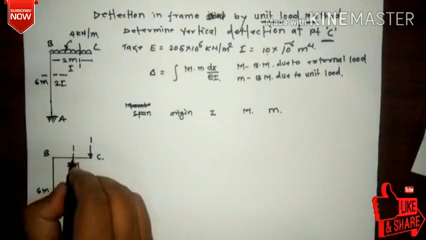 SUBSCRIBE NOW
Deflection in frame by unit load
Made with KINEMASTER
Determine vertical deflection at pt 'C'
4kN/m
B C
2m
I
6m 2I
A
Take E = 205×10⁶ kN/m² I = 10×10⁻⁶ m⁴.
Δ = ∫ M.m dx/EI
M - B.M. due to external load
m - B.M. due to unit load.
span origin I M. m.
B C.
6m
LIKE & SHARE